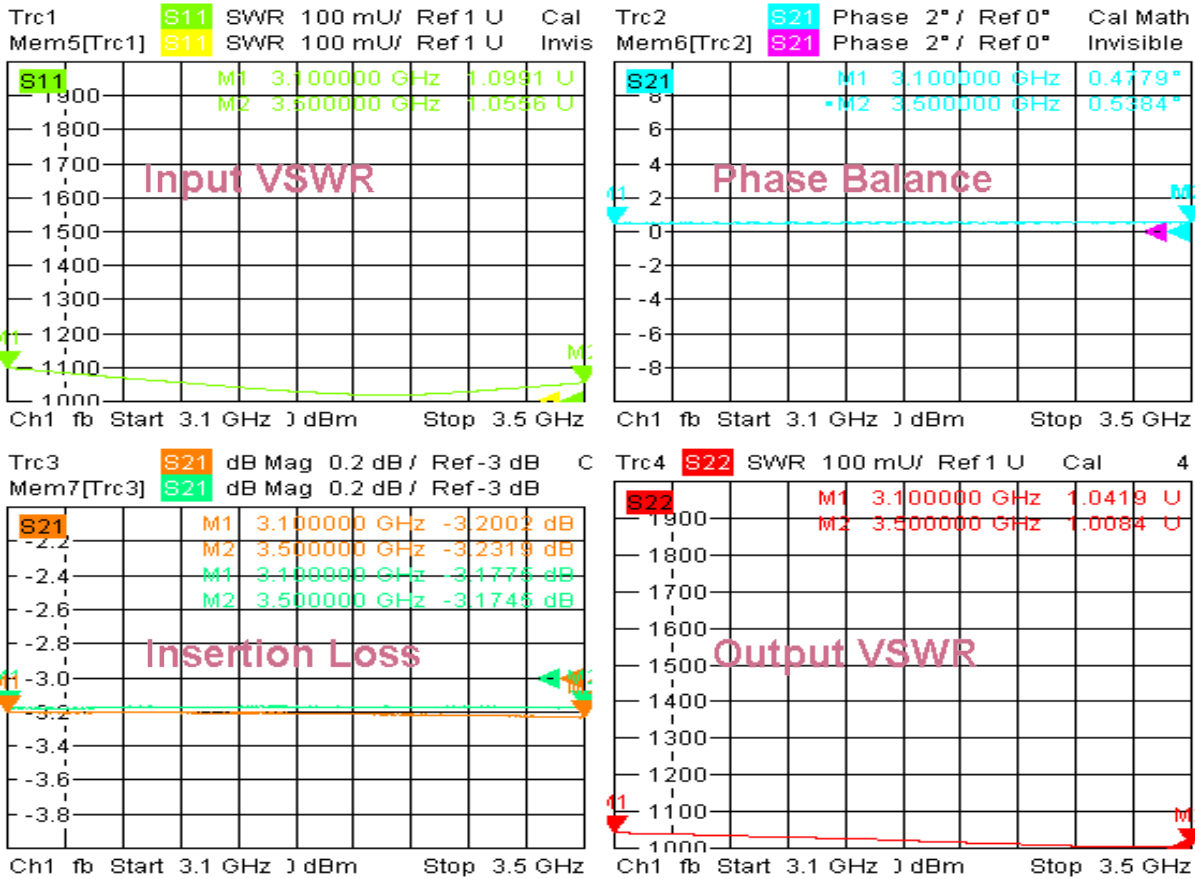 Trc1 S11 SWR 100 mU/ Ref 1 U Cal
Mem5[Trc1] S11 SWR 100 mU/ Ref 1 U Invis
S11
M1 3.100000 GHz 1.0991 U
M2 3.500000 GHz 1.0556 U
1900
1800
1700
1600
1500
1400
1300
1200
1100
1000
Input VSWR
M1
Ch1 fb Start 3.1 GHz dBm Stop 3.5 GHz
Trc2 S21 Phase 2°/ Ref 0° Cal Math
Mem6[Trc2] S21 Phase 2°/ Ref 0° Invisible
S21
M1 3.100000 GHz 0.4779°
•M2 3.500000 GHz 0.5384°
8
6
4
2
0
-2
-4
-6
-8
Phase Balance
Ch1 fb Start 3.1 GHz dBm Stop 3.5 GHz
Trc3 S21 dB Mag 0.2 dB/ Ref -3 dB C
Mem7[Trc3] S21 dB Mag 0.2 dB/ Ref -3 dB
S21
M1 3.100000 GHz -3.2002 dB
M2 3.500000 GHz -3.2319 dB
M1 3.100000 GHz -3.1775 dB
M2 3.500000 GHz -3.1745 dB
-2.2
-2.4
-2.6
-2.8
-3.0
-3.2
-3.4
-3.6
-3.8
Insertion Loss
Ch1 fb Start 3.1 GHz dBm Stop 3.5 GHz
Trc4 S22 SWR 100 mU/ Ref 1 U Cal 4
S22
M1 3.100000 GHz 1.0419 U
M2 3.500000 GHz 1.0084 U
1900
1800
1700
1600
1500
1400
1300
1200
1100
1000
Output VSWR
Ch1 fb Start 3.1 GHz dBm Stop 3.5 GHz